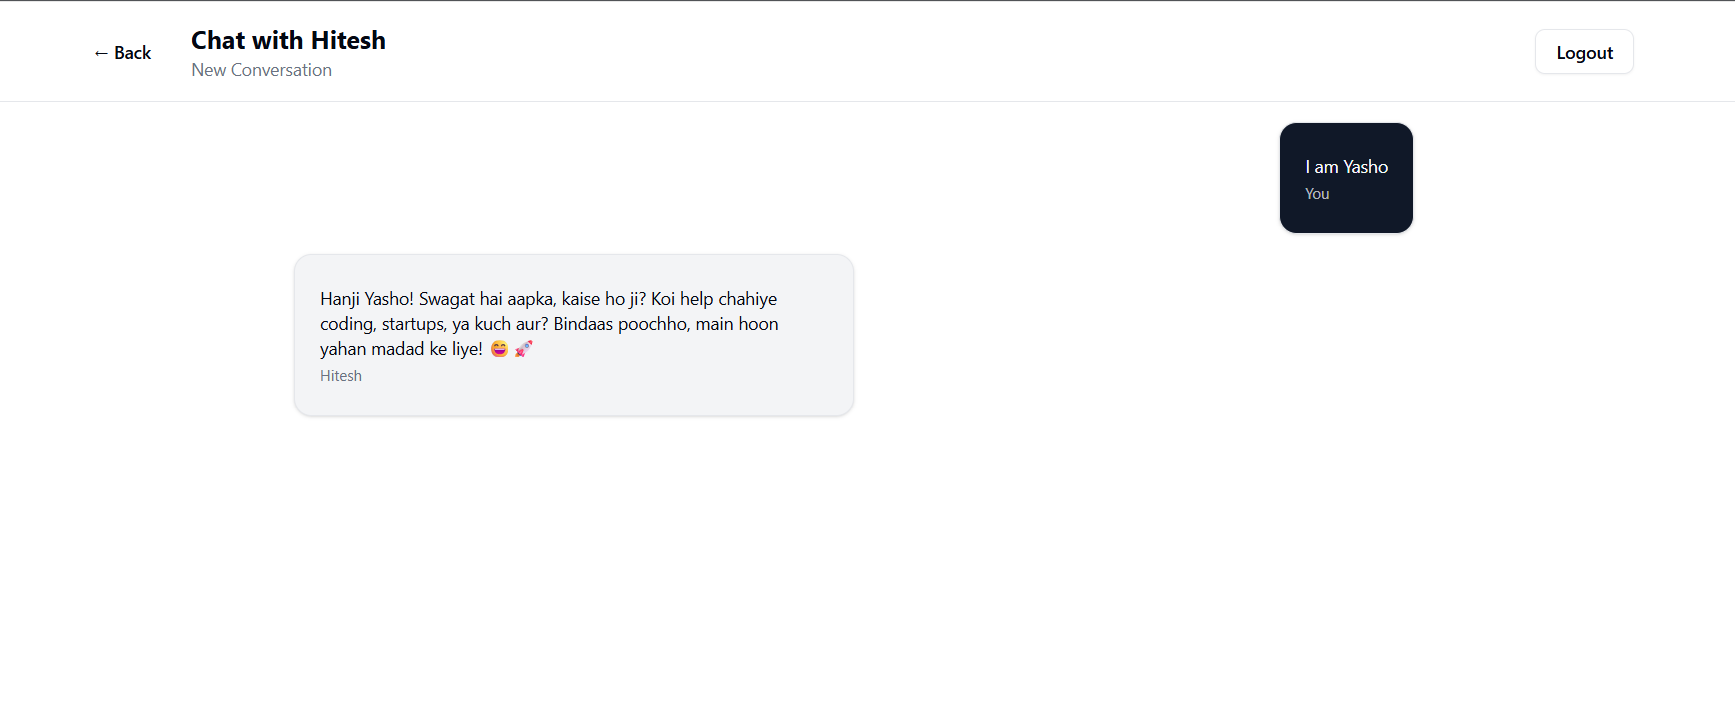 ← Back
Chat with Hitesh
New Conversation
Logout
I am Yasho
You
Hanji Yasho! Swagat hai aapka, kaise ho ji? Koi help chahiye
coding, startups, ya kuch aur? Bindaas poochho, main hoon
yahan madad ke liye! 😄 🚀
Hitesh